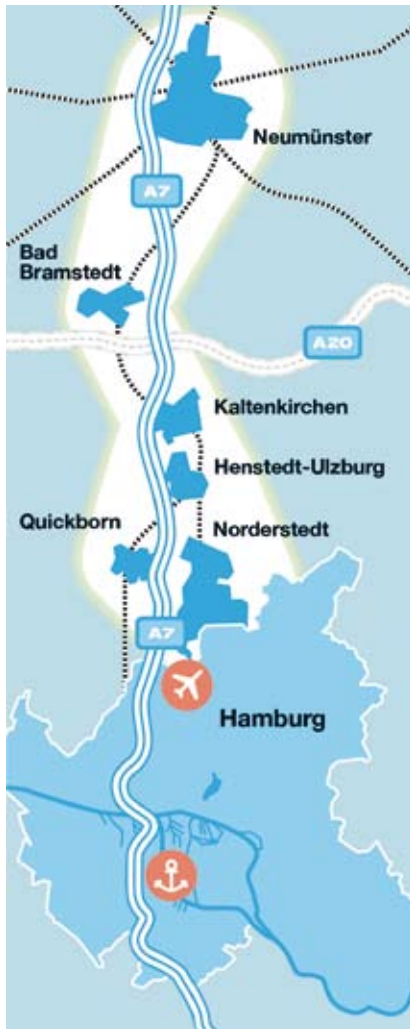 Neumünster
A7
Bad
Bramstedt
A20
Kaltenkirchen
Henstedt-Ulzburg
Quickborn
Norderstedt
A7
Hamburg